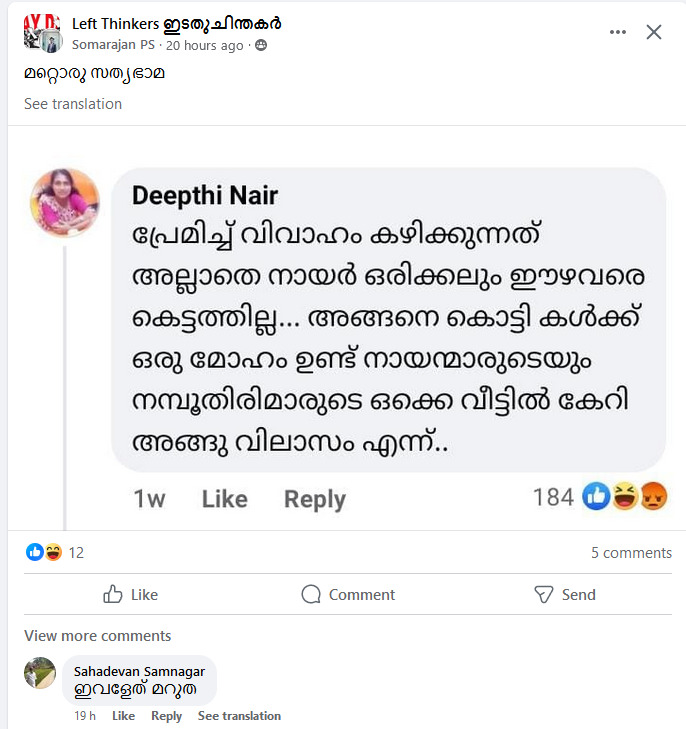 Left Thinkers ഇടതുചിന്തകർ
Somarajan PS · 20 hours ago ·
മറ്റൊരു സത്യഭാമ
See translation
Deepthi Nair
പ്രേമിച്ച് വിവാഹം കഴിക്കുന്നത്
അല്ലാതെ നായർ ഒരിക്കലും ഈഴവരെ
കെട്ടത്തില്ല... അങ്ങനെ കൊട്ടി കൾക്ക്
ഒരു മോഹം ഉണ്ട് നായന്മാരുടെയും
നമ്പൂതിരിമാരുടെ ഒക്കെ വീട്ടിൽ കേറി
അങ്ങു വിലാസം എന്ന്..
1w Like Reply 184
12 5 comments
Like Comment Send
View more comments
Sahadevan Samnagar
ഇവളേത് മറുത
19 h Like Reply See translation